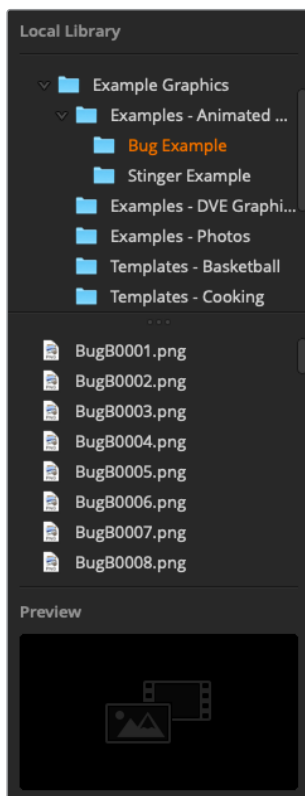 Local Library
Example Graphics
Examples - Animated ...
Bug Example
Stinger Example
Examples - DVE Graphi...
Examples - Photos
Templates - Basketball
Templates - Cooking
BugB0001.png
BugB0002.png
BugB0003.png
BugB0004.png
BugB0005.png
BugB0006.png
BugB0007.png
BugB0008.png
Preview